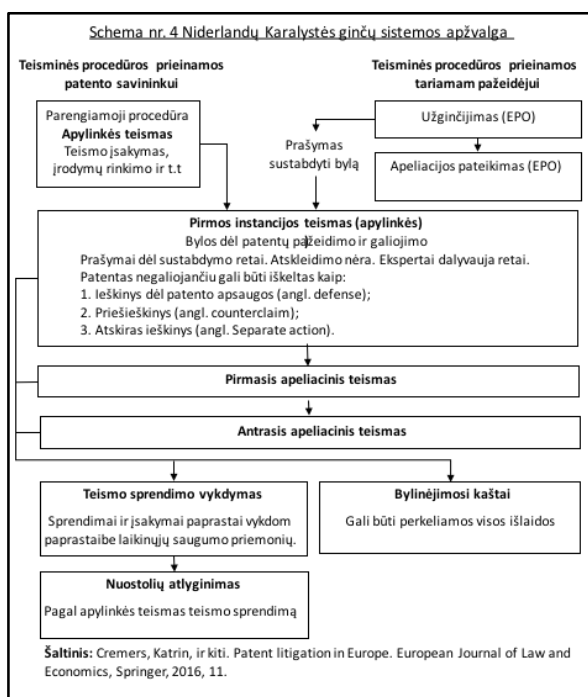 Schema nr. 4 Niderlandų Karalystės ginčų sistemos apžvalga
Teisminės procedūros prieinamos
patento savininkui
Teisminės procedūros prieinamos
tariamam pažeidėjui
Parengiamoji procedūra
Apylinkės teismas
Teismo įsakymas,
įrodymų rinkimo ir t.t
Prašymas
sustabdyti bylą
Užginčijimas (EPO)
Apeliacijos pateikimas (EPO)
Pirmos instancijos teismas (apylinkės)
Bylos dėl patentų pažeidimo ir galiojimo
Prašymai dėl sustabdymo retai. Atskleidimo nėra. Ekspertai dalyvauja retai.
Patentas negaliojančiu gali būti iškeltas kaip:
1. Ieškinys dėl patento apsaugos (angl. defense);
2. Priešieškinys (angl. counterclaim);
3. Atskiras ieškinys (angl. Separate action).
Pirmasis apeliacinis teismas
Antrasis apeliacinis teismas
Teismo sprendimo vykdymas
Sprendimai ir įsakymai paprastai vykdom
paprastaibe laikinųjų saugumo priemonių.
Bylinėjimosi kaštai
Gali būti perkeliamos visos išlaidos
Nuostolių atlyginimas
Pagal apylinkės teismas teismo sprendimą
Šaltinis: Cremers, Katrin, ir kiti. Patent litigation in Europe. European Journal of Law and
Economics, Springer, 2016, 11.